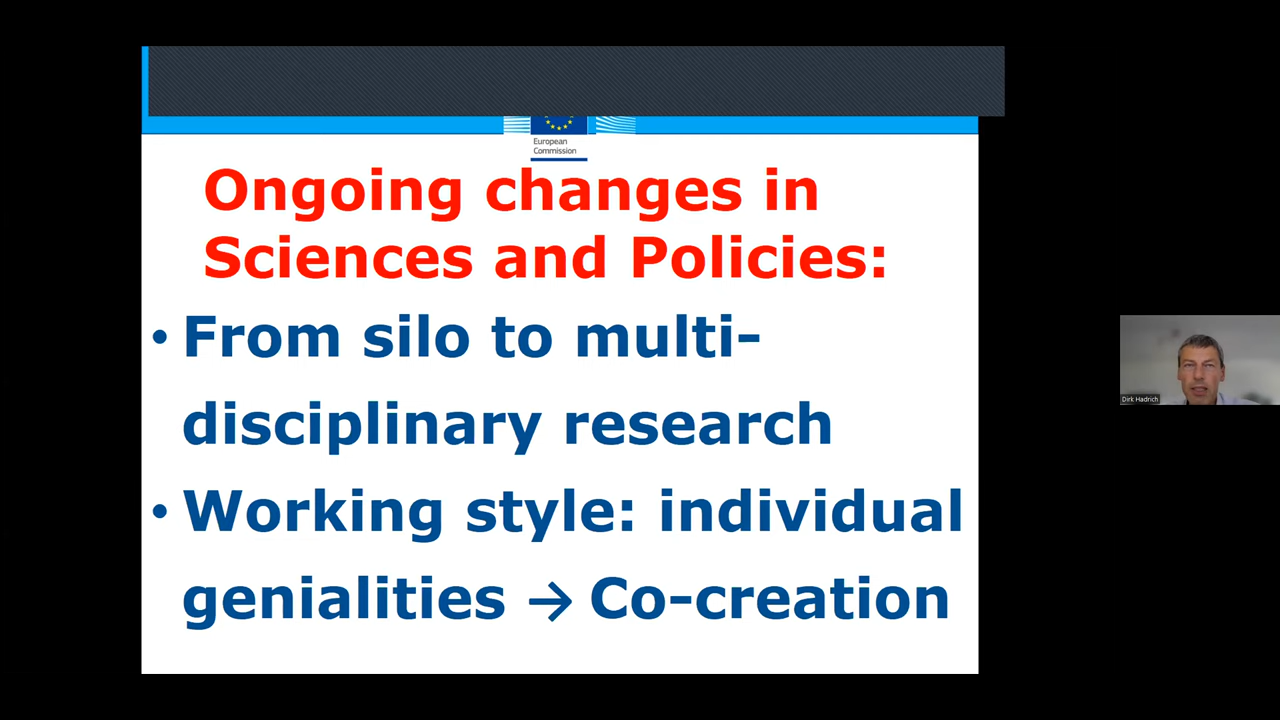 European
Commission
Ongoing changes in
Sciences and Policies:
• From silo to multi-
disciplinary research
• Working style: individual
genialities → Co-creation
Dirk Hadrich